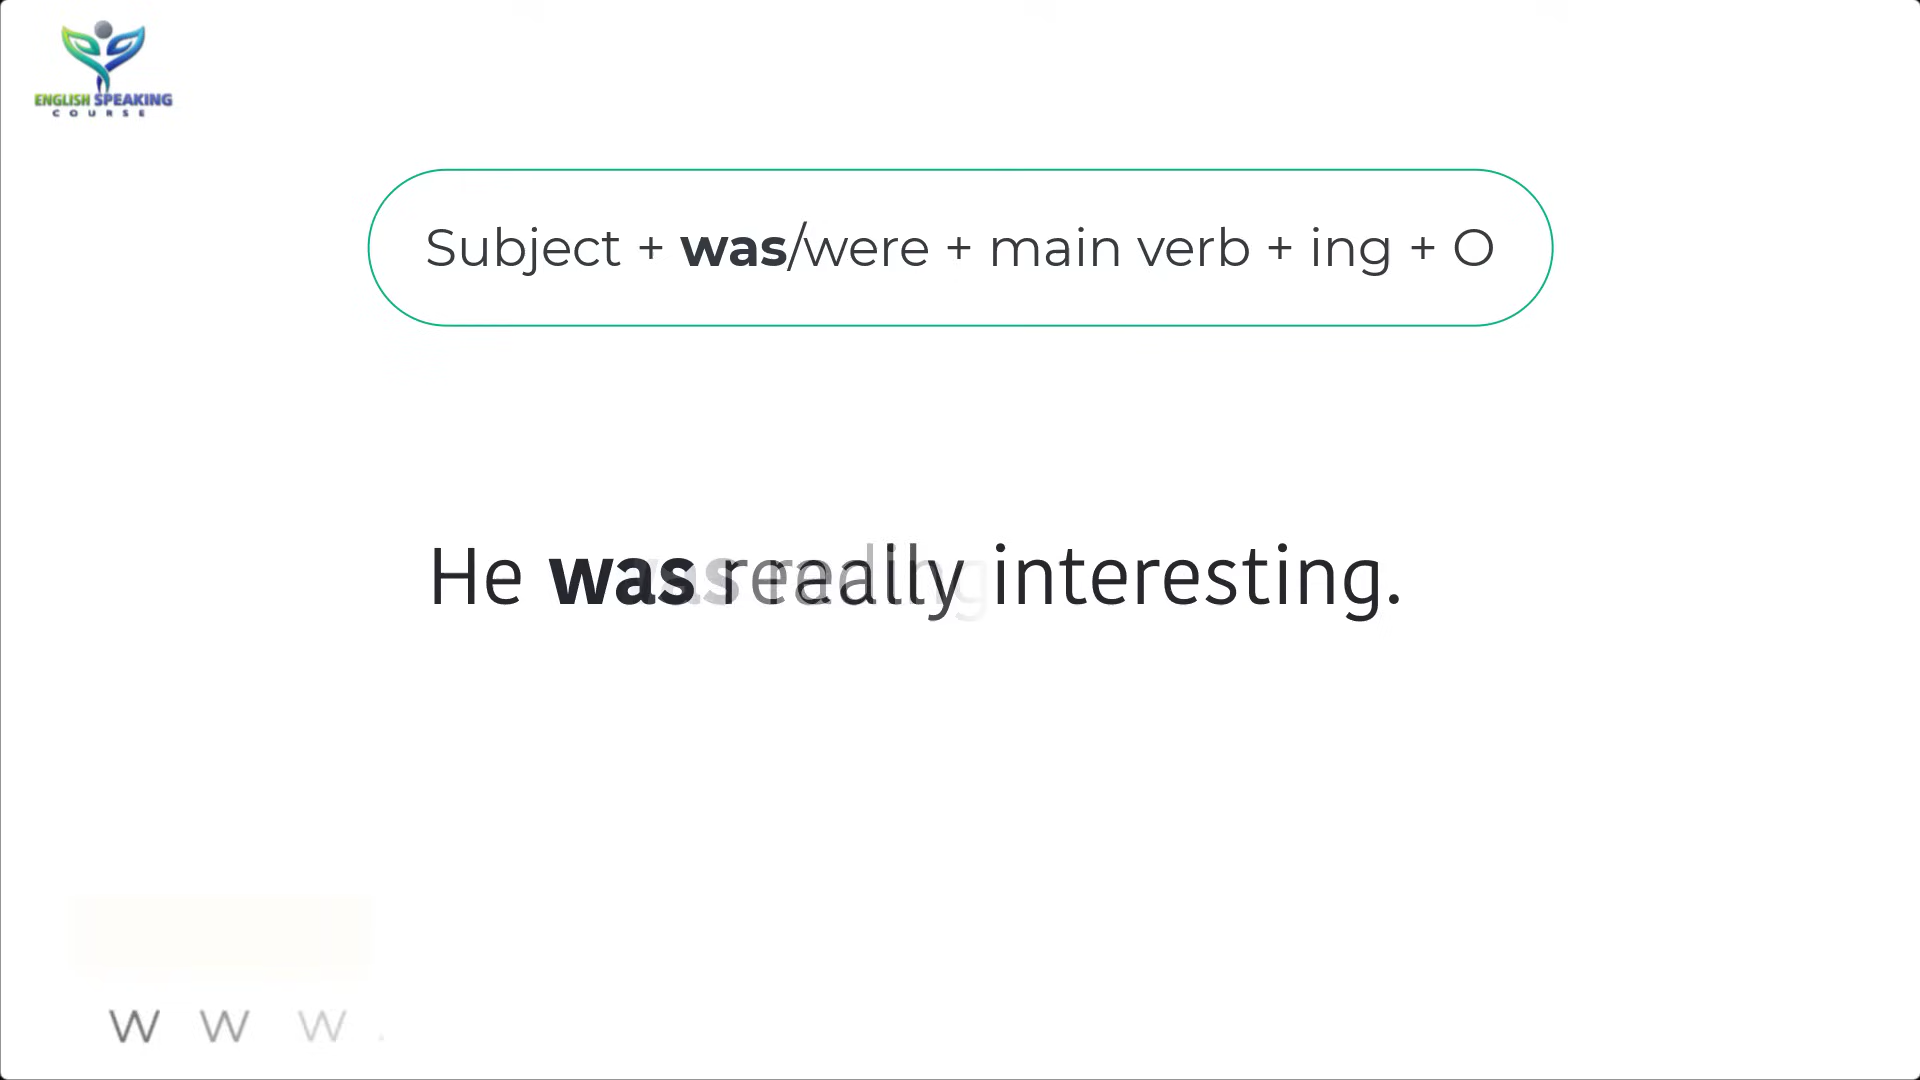 ENGLISH SPEAKING
COURSE
Subject + was/were + main verb + ing + O
He was really interesting.
W W W .